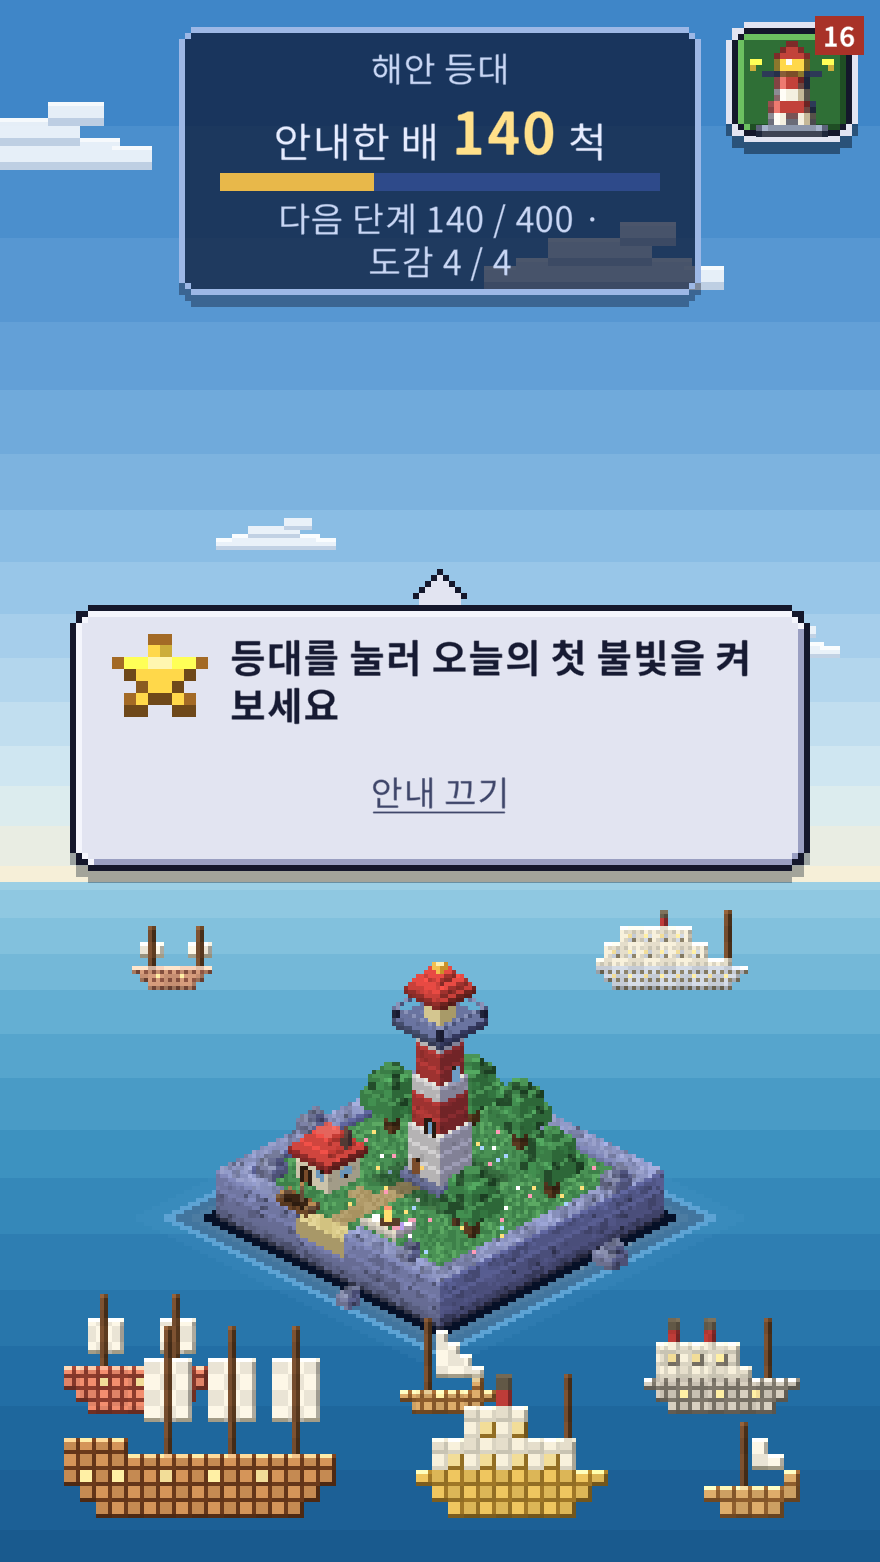 해안 등대
16
안내한 배 140 척
다음 단계 140 / 400 ·
도감 4 / 4
등대를 눌러 오늘의 첫 불빛을 켜
보세요
안내 끄기